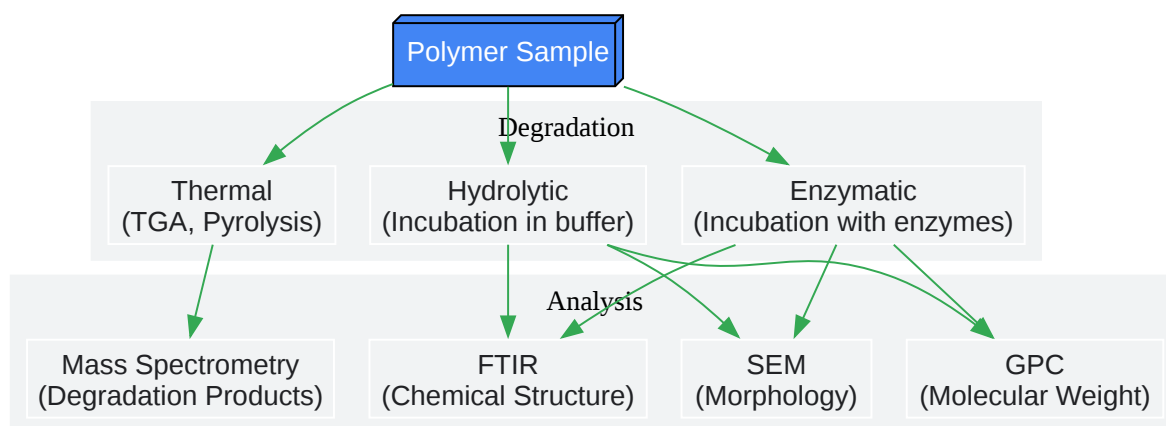 Polymer Sample
Degradation
Thermal
(TGA, Pyrolysis)
Hydrolytic
(Incubation in buffer)
Enzymatic
(Incubation with enzymes)
Analysis
Mass Spectrometry
(Degradation Products)
FTIR
(Chemical Structure)
SEM
(Morphology)
GPC
(Molecular Weight)